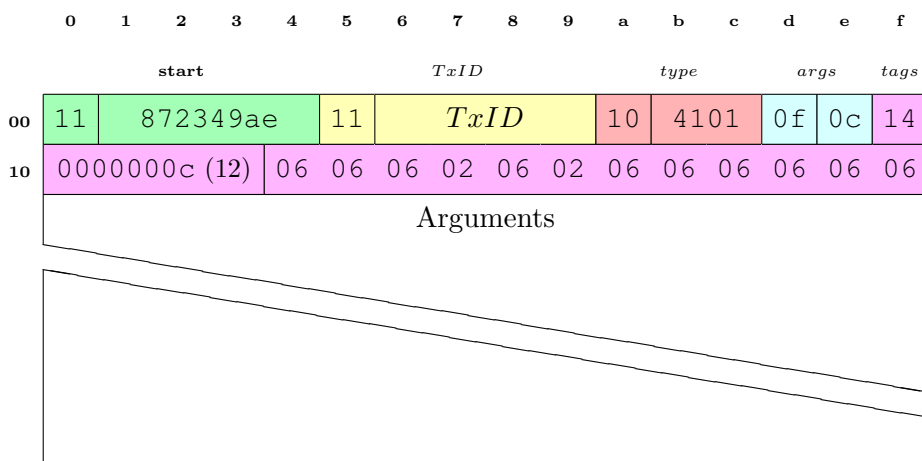 0 1 2 3 4 5 6 7 8 9 a b c d e f
start TxID type args tags
00 11 872349ae 11 TxID 10 4101 0f 0c 14
10 0000000c (12) 06 06 06 02 06 02 06 06 06 06 06 06
Arguments